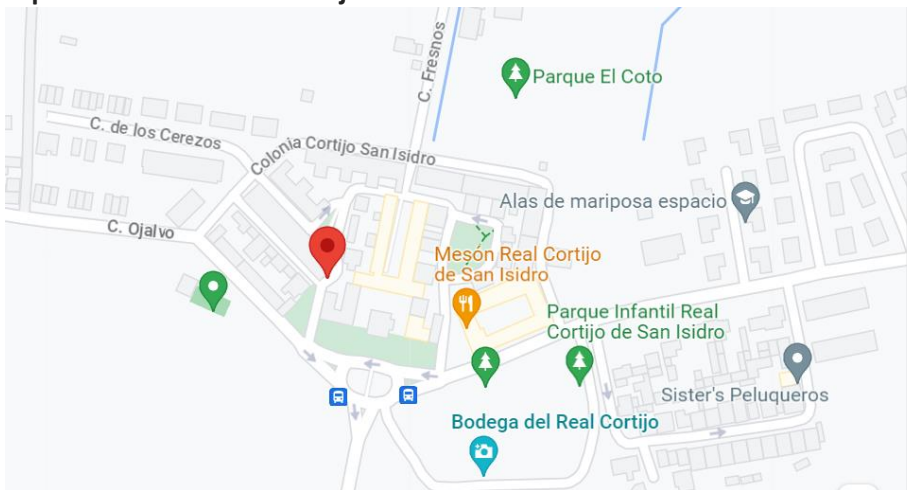 C. Fresnos
Parque El Coto
C. de los Cerezos
Colonia Cortijo San Isidro
Alas de mariposa espacio
C. Ojalvo
Mesón Real Cortijo
de San Isidro
Parque Infantil Real
Cortijo de San Isidro
Sister's Peluqueros
Bodega del Real Cortijo